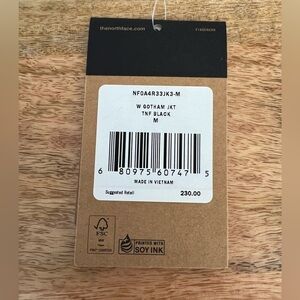 thenorthface.com
NF0A4R33JK3-M
W GOTHAM JKT
TNF BLACK
M
6 80975 60747 5
MADE IN VIETNAM
Suggested Retail 230.00
FSC
PRINTED WITH
SOY INK